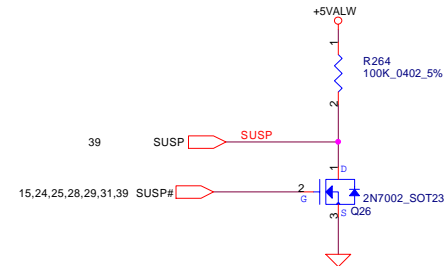 +5VALW
1
R264
100K_0402_5%
2
39 SUSP SUSP
1 D
15,24,25,28,29,31,39 SUSP# 2 G
2N7002_SOT23
3 S Q26